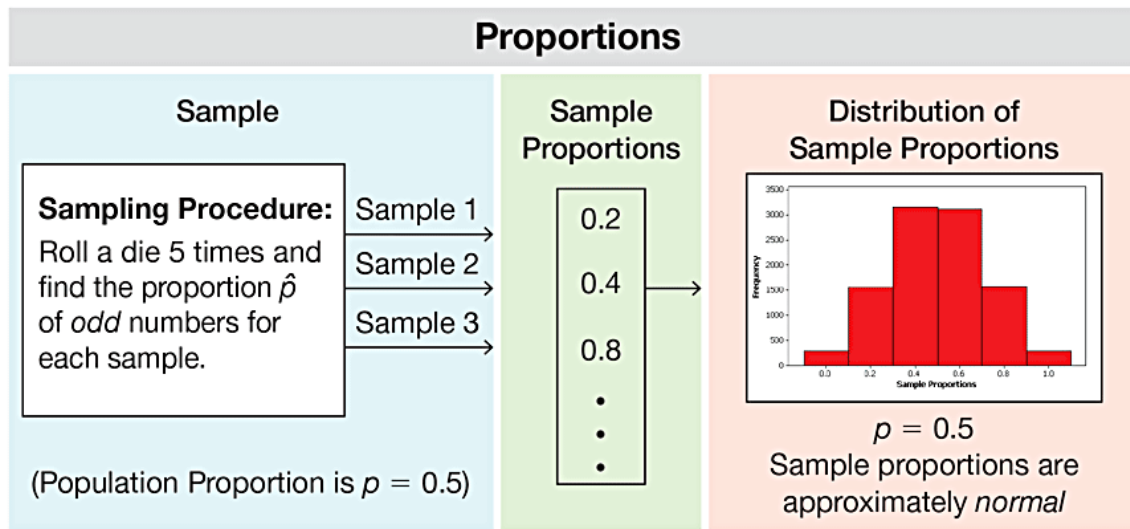 Proportions
Sample
Sampling Procedure:
Roll a die 5 times and
find the proportion p̂
of odd numbers for
each sample.
Sample 1
Sample 2
Sample 3
(Population Proportion is p = 0.5)
Sample
Proportions
0.2
0.4
0.8
Distribution of
Sample Proportions
Frequency
3500
3000
2500
2000
1500
1000
500
0
0.0 0.2 0.4 0.6 0.8 1.0
Sample Proportions
p = 0.5
Sample proportions are
approximately normal